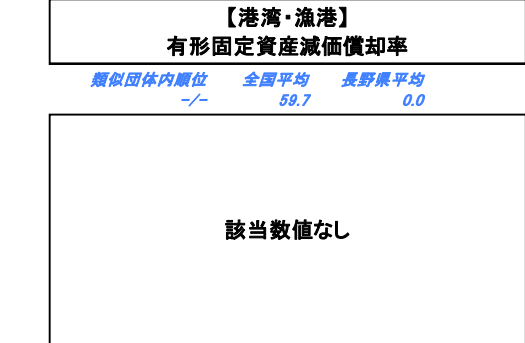 【港湾・漁港】
有形固定資産減価償却率
類似団体内順位 全国平均 長野県平均
-/- 59.7 0.0
該当数値なし